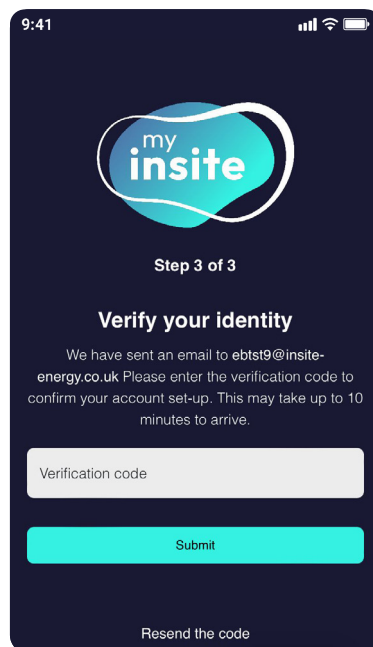 9:41
my
insite
Step 3 of 3
Verify your identity
We have sent an email to ebtst9@insite-
energy.co.uk Please enter the verification code to
confirm your account set-up. This may take up to 10
minutes to arrive.
Verification code
Submit
Resend the code